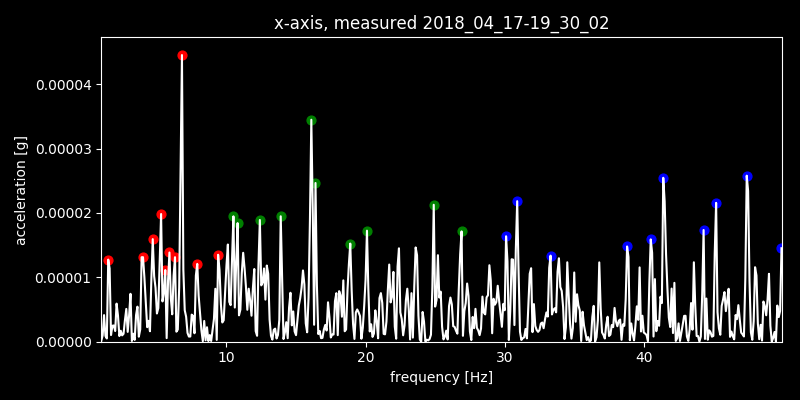 x-axis, measured 2018_04_17-19_30_02
acceleration [g]
0.00004
0.00003
0.00002
0.00001
0.00000
10 20 30 40
frequency [Hz]